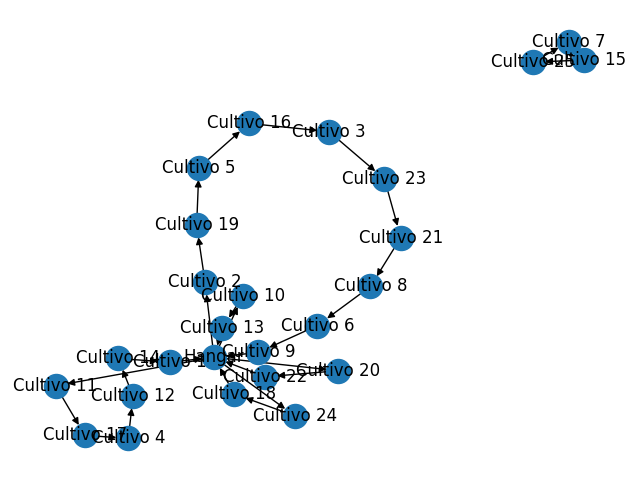 Cultivo 7
Cultivo 15
Cultivo 25
Cultivo 16
Cultivo 3
Cultivo 5
Cultivo 23
Cultivo 19
Cultivo 21
Cultivo 2
Cultivo 8
Cultivo 10
Cultivo 6
Cultivo 13
Cultivo 9
Hangar
Cultivo 14
Cultivo 1
Cultivo 20
Cultivo 22
Cultivo 11
Cultivo 12
Cultivo 18
Cultivo 24
Cultivo 17
Cultivo 4